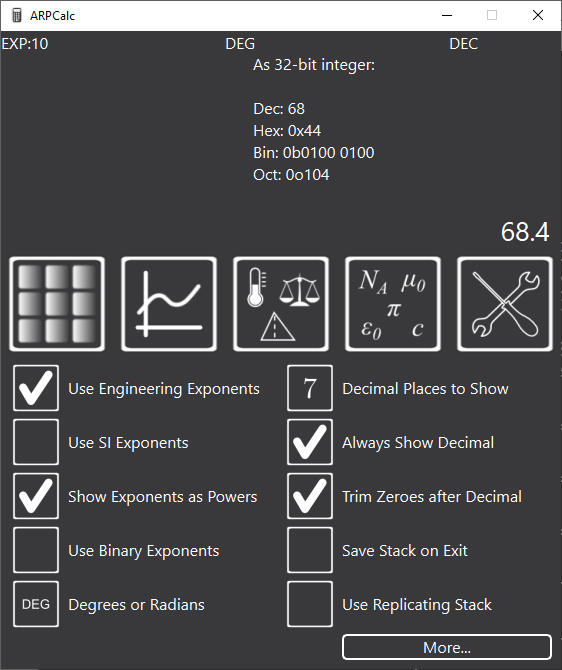 ARPCalc
EXP:10 DEG DEC
As 32-bit integer:
Dec: 68
Hex: 0x44
Bin: 0b0100 0100
Oct: 0o104
68.4
N_A μ₀
π
ε₀ c
Use Engineering Exponents
7 Decimal Places to Show
Use SI Exponents
Always Show Decimal
Show Exponents as Powers
Trim Zeroes after Decimal
Use Binary Exponents
Save Stack on Exit
DEG Degrees or Radians
Use Replicating Stack
More...